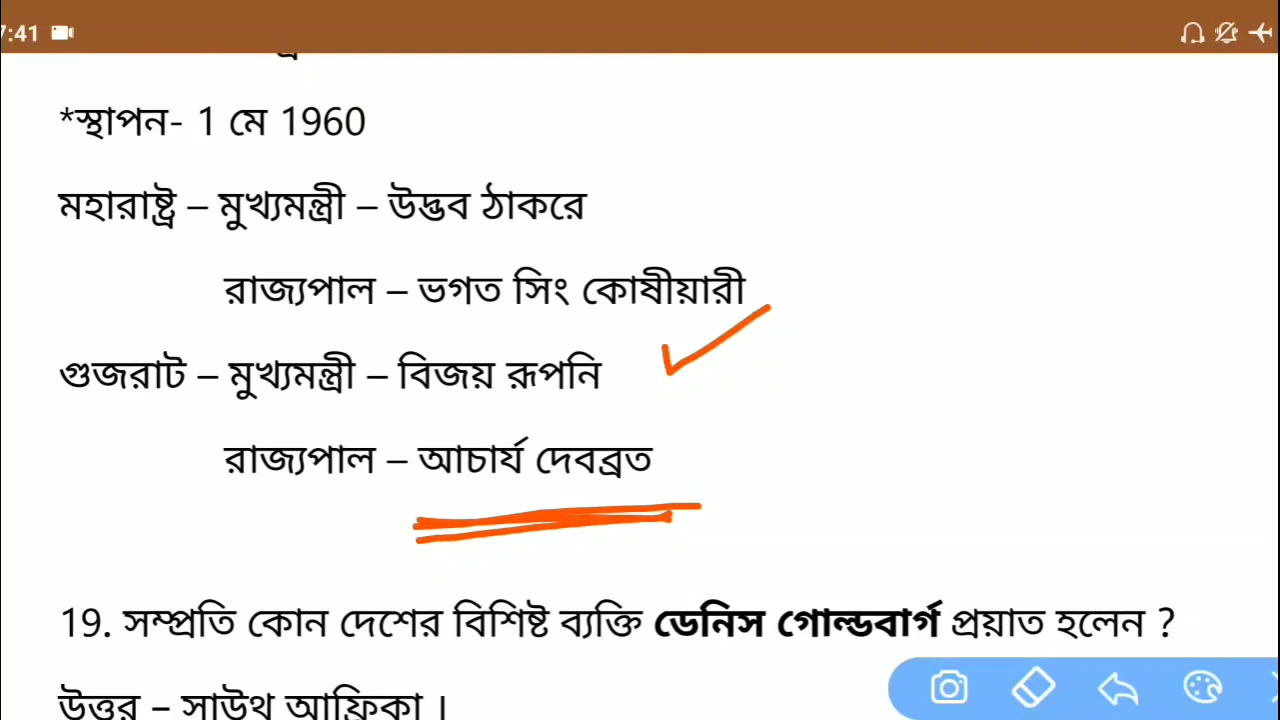 7:41
*স্থাপন- 1 মে 1960
মহারাষ্ট্র – মুখ্যমন্ত্রী – উদ্ভব ঠাকরে
রাজ্যপাল – ভগত সিং কোষীয়ারী
গুজরাট – মুখ্যমন্ত্রী – বিজয় রূপনি
রাজ্যপাল – আচার্য দেবব্রত
19. সম্প্রতি কোন দেশের বিশিষ্ট ব্যক্তি ডেনিস গোল্ডবার্গ প্রয়াত হলেন ?
উত্তর – সাউথ আফ্রিকা ।